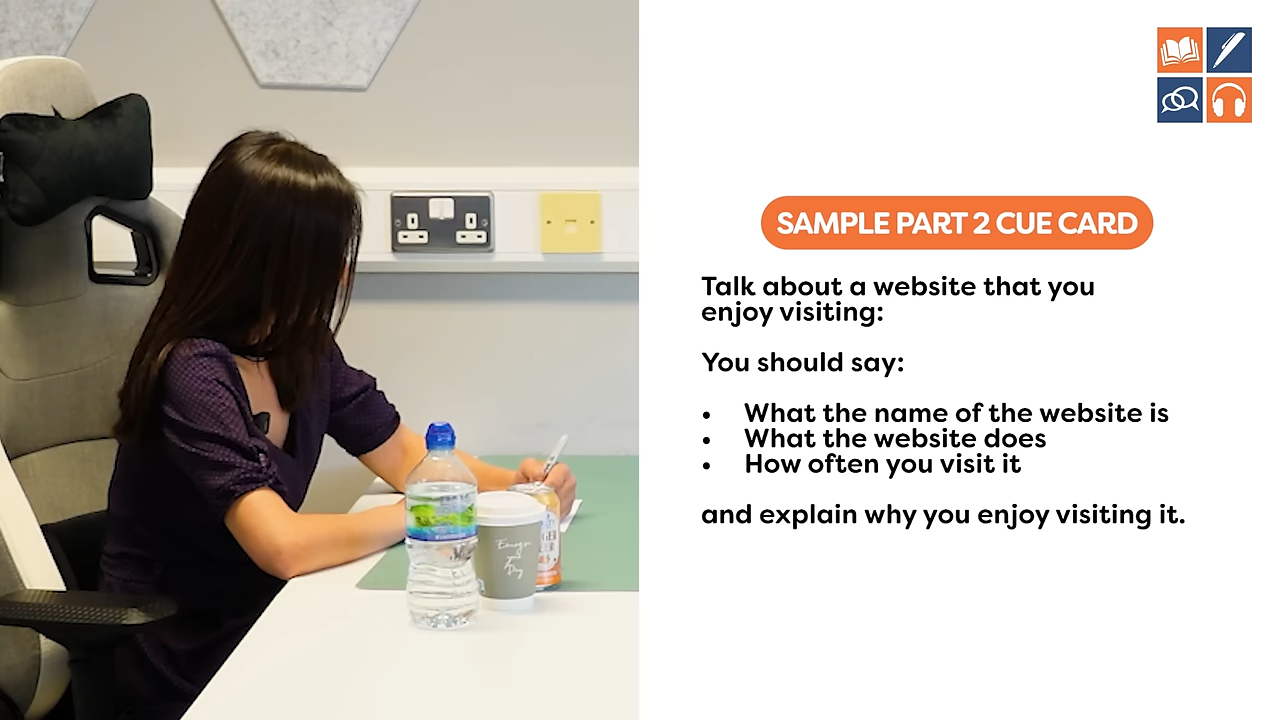 SAMPLE PART 2 CUE CARD
Talk about a website that you
enjoy visiting:
You should say:
• What the name of the website is
• What the website does
• How often you visit it
and explain why you enjoy visiting it.